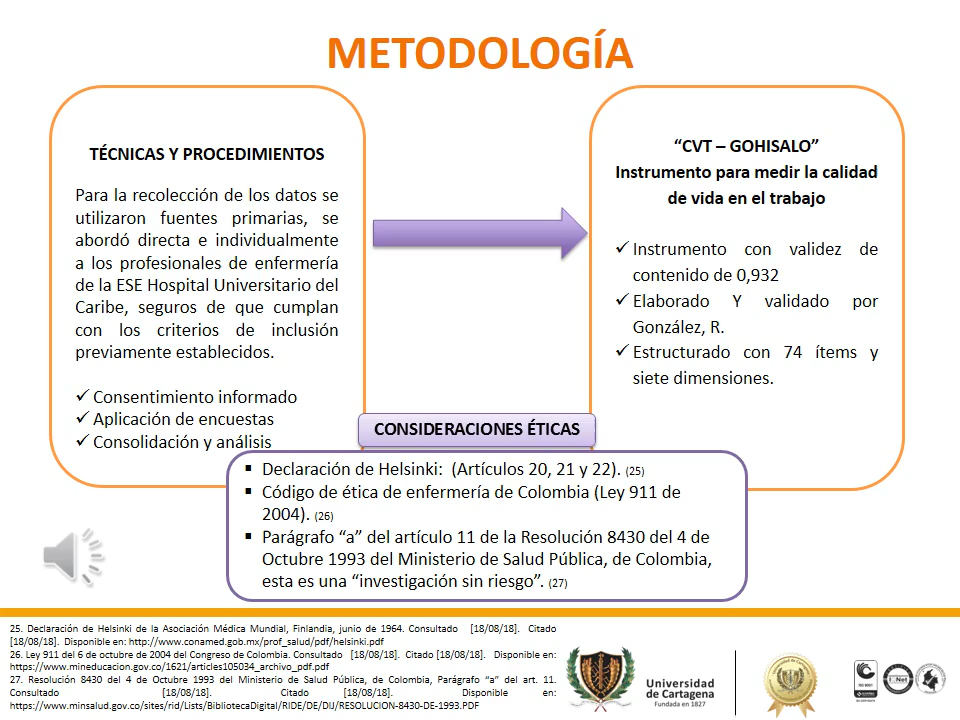 METODOLOGÍA
TÉCNICAS Y PROCEDIMIENTOS
Para la recolección de los datos se
utilizaron fuentes primarias, se
abordó directa e individualmente
a los profesionales de enfermería
de la ESE Hospital Universitario del
Caribe, seguros de que cumplan
con los criterios de inclusión
previamente establecidos.
✓ Consentimiento informado
✓ Aplicación de encuestas
✓ Consolidación y análisis
“CVT – GOHISALO”
Instrumento para medir la calidad
de vida en el trabajo
✓ Instrumento con validez de
contenido de 0,932
✓ Elaborado Y validado por
González, R.
✓ Estructurado con 74 ítems y
siete dimensiones.
CONSIDERACIONES ÉTICAS
▪ Declaración de Helsinki: (Artículos 20, 21 y 22). (25)
▪ Código de ética de enfermería de Colombia (Ley 911 de
2004). (26)
▪ Parágrafo “a” del artículo 11 de la Resolución 8430 del 4 de
Octubre 1993 del Ministerio de Salud Pública, de Colombia,
esta es una “investigación sin riesgo”. (27)
25. Declaración de Helsinki de la Asociación Médica Mundial, Finlandia, junio de 1964. Consultado [18/08/18]. Citado
[18/08/18]. Disponible en: http://www.conamed.gob.mx/prof_salud/pdf/helsinki.pdf
26. Ley 911 del 6 de octubre de 2004 del Congreso de Colombia. Consultado [18/08/18]. Citado [18/08/18]. Disponible en:
https://www.mineducacion.gov.co/1621/articles105034_archivo_pdf.pdf
27. Resolución 8430 del 4 de Octubre 1993 del Ministerio de Salud Pública, de Colombia, Parágrafo “a” del art. 11.
Consultado [18/08/18]. Citado [18/08/18]. Disponible en:
https://www.minsalud.gov.co/sites/rid/Lists/BibliotecaDigital/RIDE/DE/DIJ/RESOLUCION-8430-DE-1993.PDF
Universidad
de Cartagena
Fundada en 1827